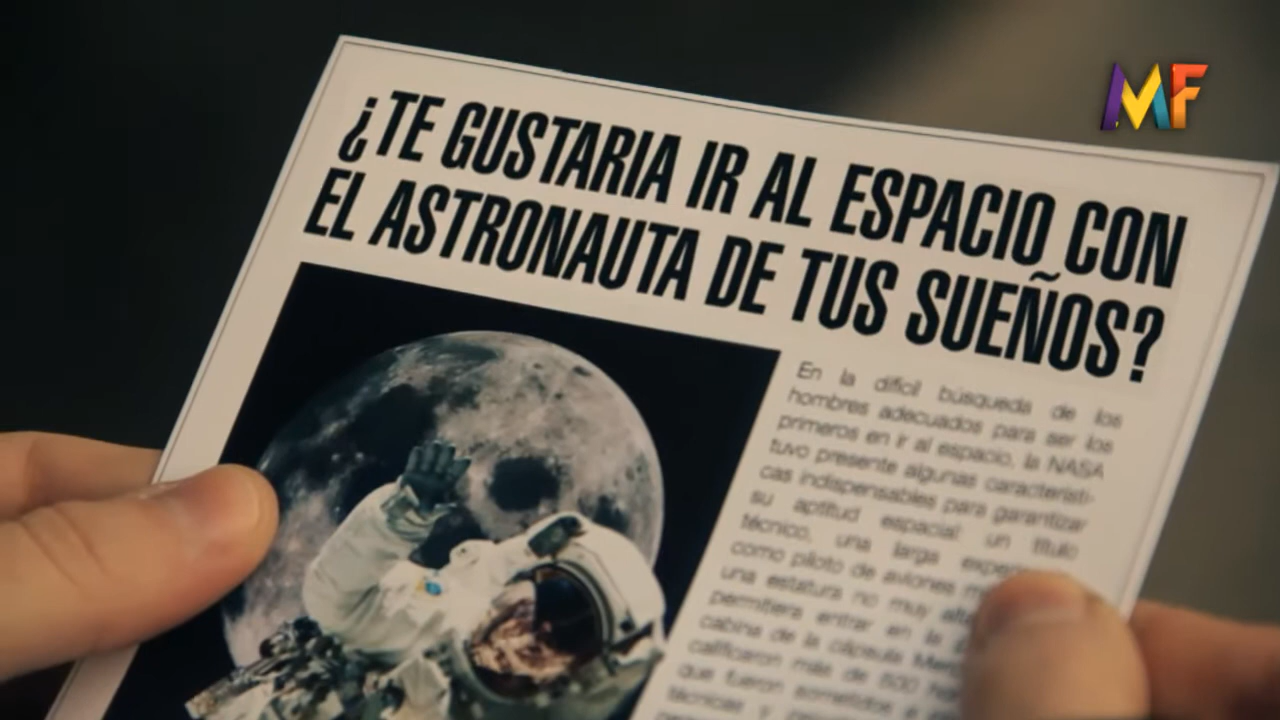 MF
¿TE GUSTARIA IR AL ESPACIO CON
EL ASTRONAUTA DE TUS SUEÑOS?
En la difícil búsqueda de los
hombres adecuados para ser los
primeros en ir al espacio, la NASA
tuvo presente algunas característi-
cas indispensables para garantizar
su aptitud espacial: un título
técnico, una larga
como piloto de aviones
una estatura no muy
permitiera entrar en la
cabina de la cápsula
calificaron más de
que fueron sometidos
técnicas y